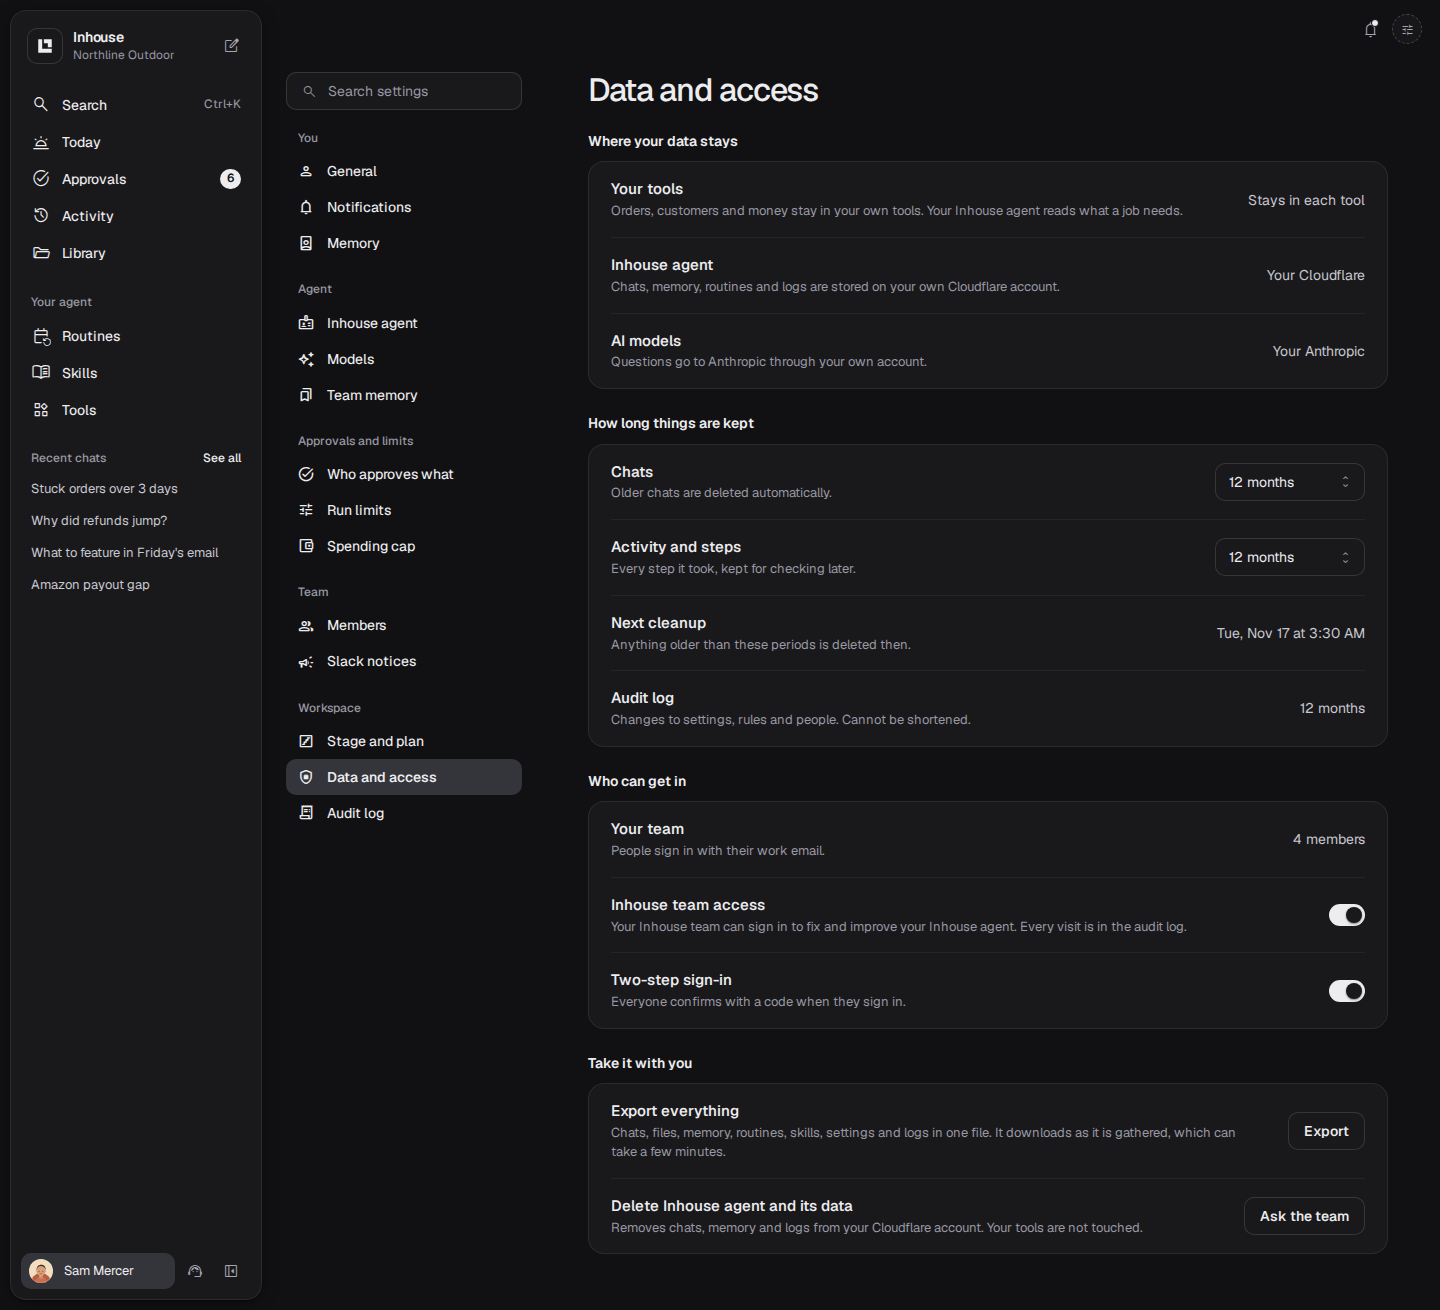 Inhouse
Northline Outdoor
Search
Ctrl+K
Today
Approvals
6
Activity
Library
Your agent
Routines
Skills
Tools
Recent chats
See all
Stuck orders over 3 days
Why did refunds jump?
What to feature in Friday's email
Amazon payout gap
Sam Mercer
Search settings
You
General
Notifications
Memory
Agent
Inhouse agent
Models
Team memory
Approvals and limits
Who approves what
Run limits
Spending cap
Team
Members
Slack notices
Workspace
Stage and plan
Data and access
Audit log
Data and access
Where your data stays
Your tools
Orders, customers and money stay in your own tools. Your Inhouse agent reads what a job needs.
Stays in each tool
Inhouse agent
Chats, memory, routines and logs are stored on your own Cloudflare account.
Your Cloudflare
AI models
Questions go to Anthropic through your own account.
Your Anthropic
How long things are kept
Chats
Older chats are deleted automatically.
12 months
Activity and steps
Every step it took, kept for checking later.
12 months
Next cleanup
Anything older than these periods is deleted then.
Tue, Nov 17 at 3:30 AM
Audit log
Changes to settings, rules and people. Cannot be shortened.
12 months
Who can get in
Your team
People sign in with their work email.
4 members
Inhouse team access
Your Inhouse team can sign in to fix and improve your Inhouse agent. Every visit is in the audit log.
Two-step sign-in
Everyone confirms with a code when they sign in.
Take it with you
Export everything
Chats, files, memory, routines, skills, settings and logs in one file. It downloads as it is gathered, which can
take a few minutes.
Export
Delete Inhouse agent and its data
Removes chats, memory and logs from your Cloudflare account. Your tools are not touched.
Ask the team